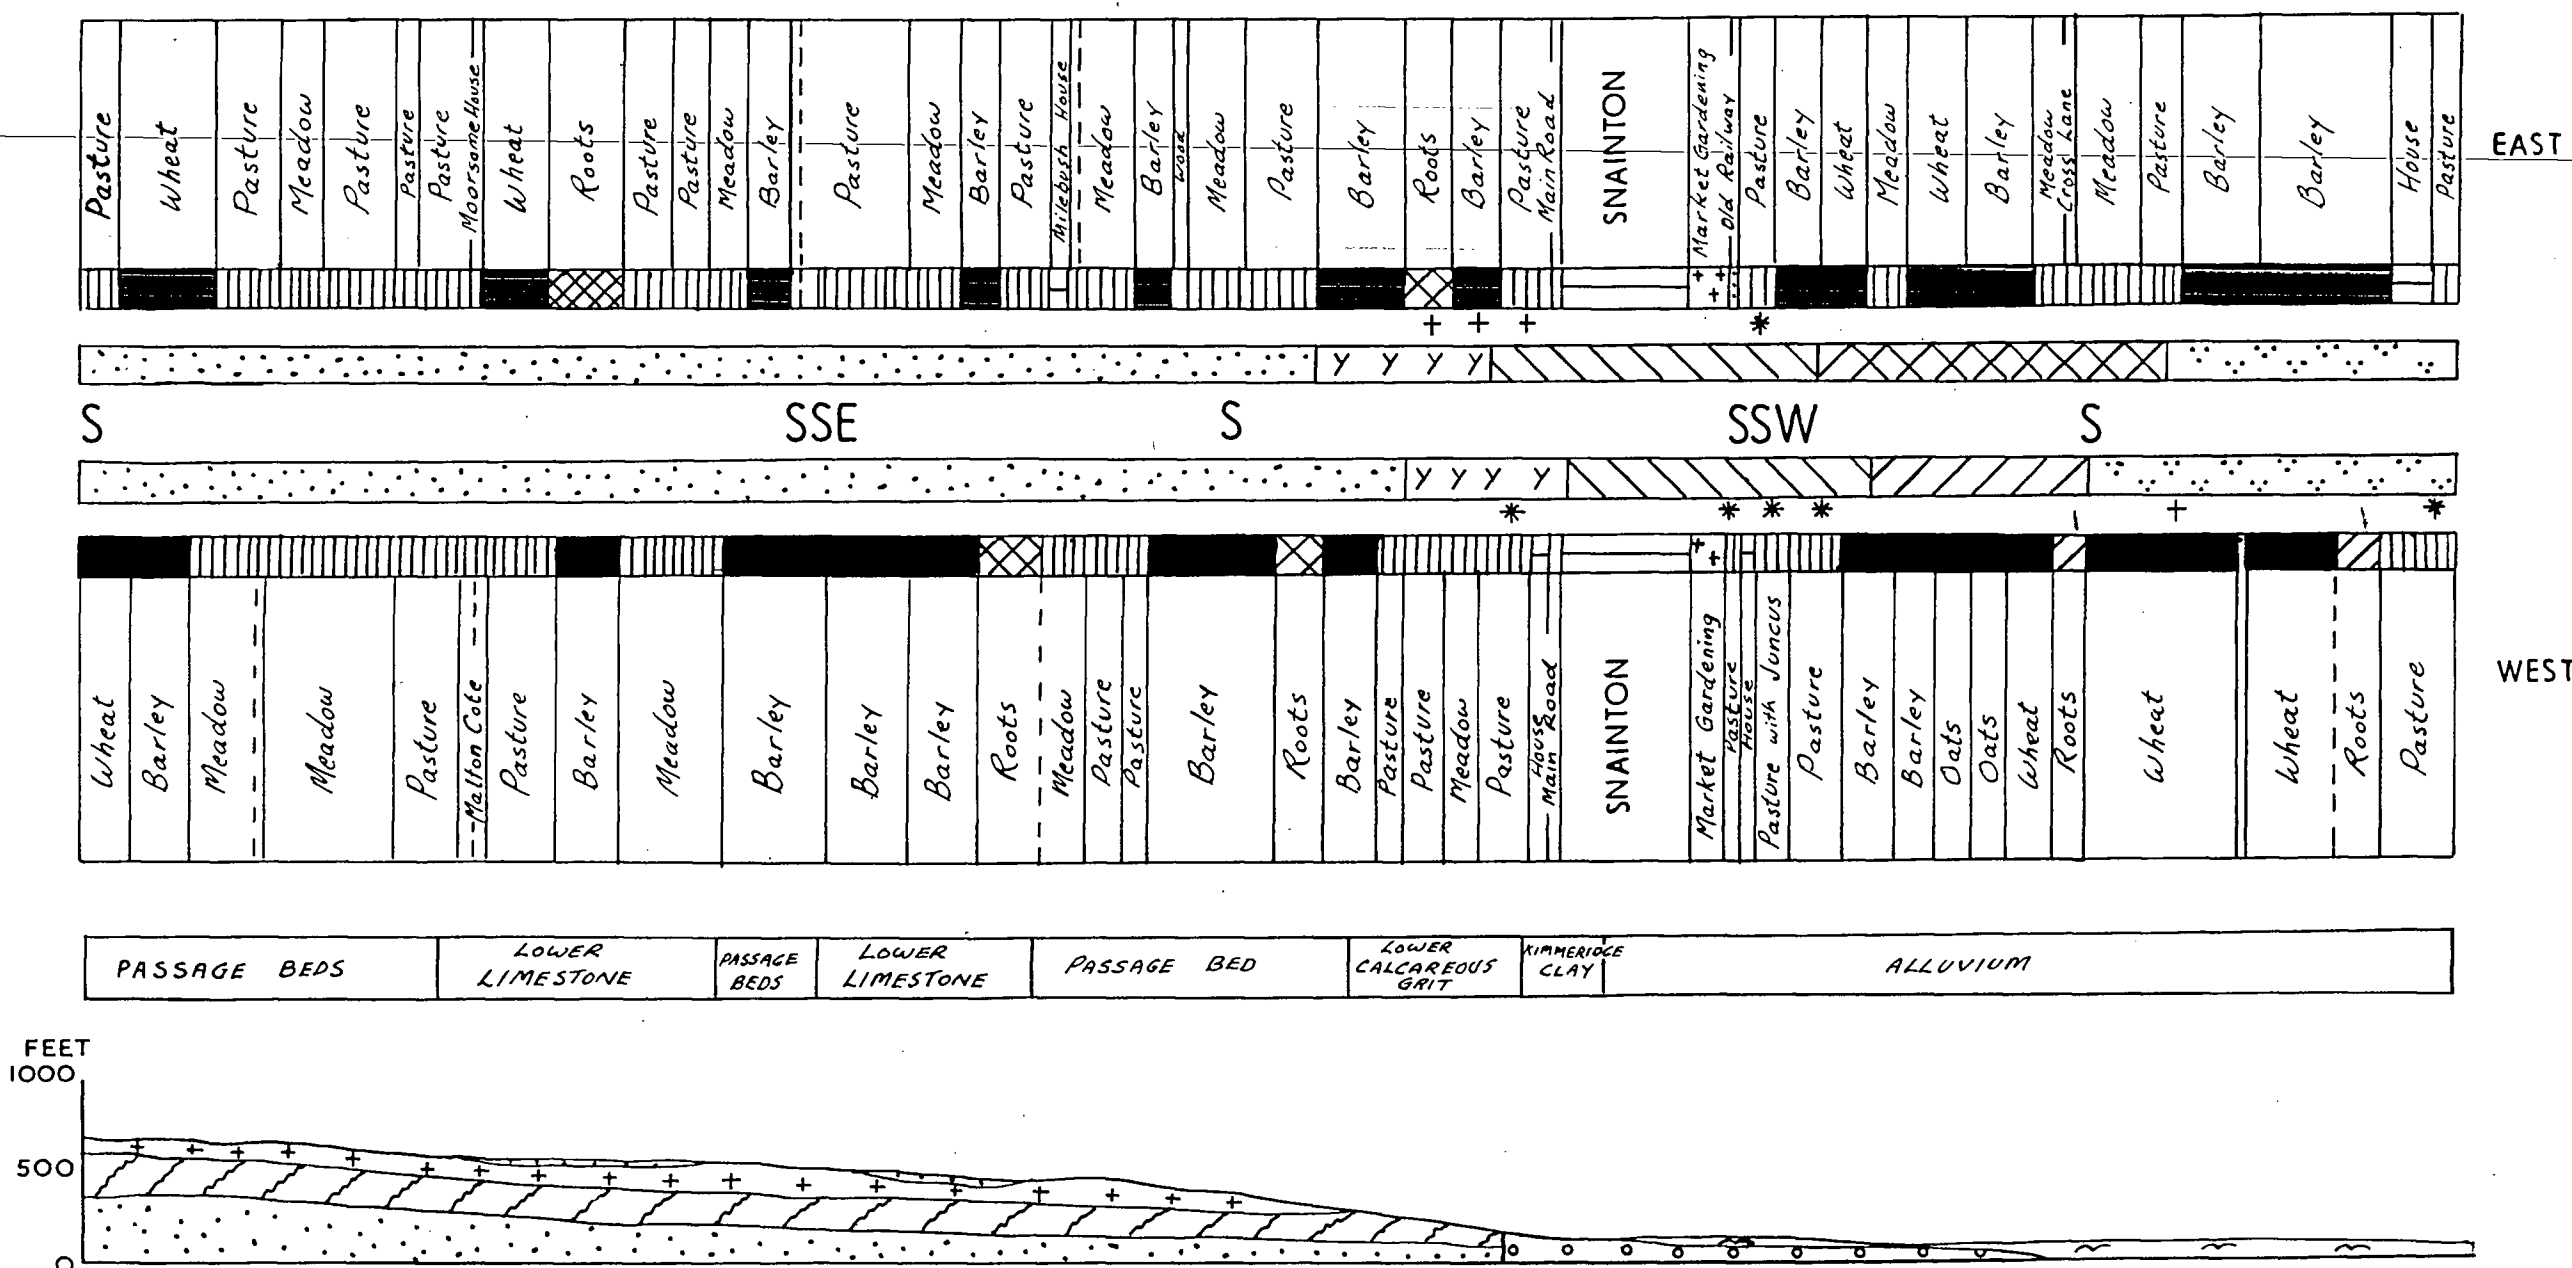 Pasture
Wheat
Pasture
Meadow
Pasture
Pasture
Pasture
Moorsome House
Wheat
Roots
Pasture
Pasture
Meadow
Barley
Pasture
Meadow
Barley
Pasture
Milebush House
Meadow
Barley
Wood
Meadow
Pasture
Barley
Roots
Barley
Pasture
Main Road
SNAINTON
Market Gardening
Old Railway
Pasture
Barley
Wheat
Meadow
Wheat
Barley
Meadow
Cross Lane
Meadow
Pasture
Barley
Barley
House
Pasture
EAST
S SSE S SSW S
Wheat
Barley
Meadow
Meadow
Pasture
Malton Cote
Pasture
Barley
Meadow
Barley
Barley
Barley
Roots
Meadow
Pasture
Pasture
Barley
Roots
Barley
Pasture
Pasture
Meadow
Pasture
House
Main Road
SNAINTON
Market Gardening
Pasture
House
Pasture with Juncus
Pasture
Barley
Barley
Oats
Oats
Wheat
Roots
Wheat
Wheat
Roots
Pasture
WEST
PASSAGE BEDS
LOWER
LIMESTONE
PASSAGE
BEDS
LOWER
LIMESTONE
PASSAGE BED
LOWER
CALCAREOUS
GRIT
KIMMERIDGE
CLAY
ALLUVIUM
FEET
1000
500
0